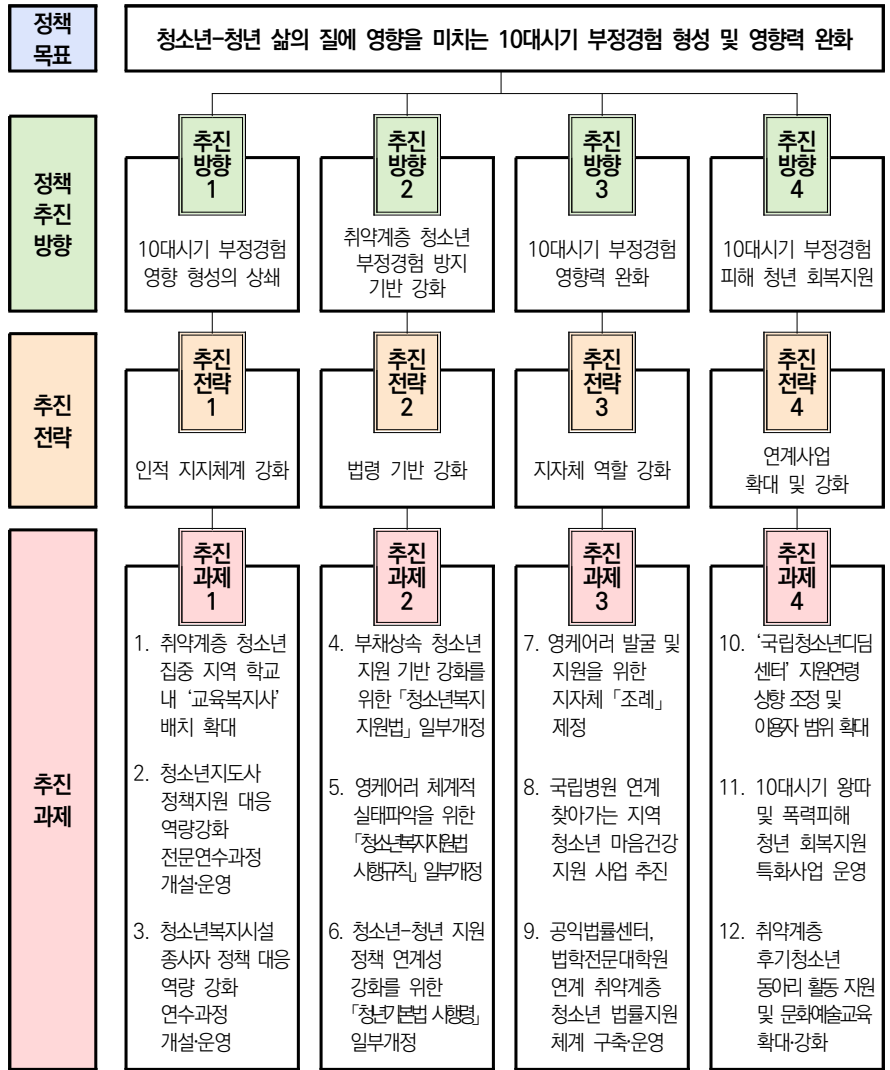 정책
목표
청소년-청년 삶의 질에 영향을 미치는 10대시기 부정경험 형성 및 영향력 완화
정책
추진
방향
추진
방향
1
10대시기 부정경험
영향 형성의 상쇄
추진
방향
2
취약계층 청소년
부정경험 방지
기반 강화
추진
방향
3
10대시기 부정경험
영향력 완화
추진
방향
4
10대시기 부정경험
피해 청년 회복지원
추진
전략
추진
전략
1
인적 지지체계 강화
추진
전략
2
법령 기반 강화
추진
전략
3
지자체 역할 강화
추진
전략
4
연계사업
확대 및 강화
추진
과제
추진
과제
1
1. 취약계층 청소년
집중 지역 학교
내 ‘교육복지사’
배치 확대
2. 청소년지도사
정책지원 대응
역량강화
전문연수과정
개설·운영
3. 청소년복지시설
종사자 정책 대응
역량 강화
연수과정
개설·운영
추진
과제
2
4. 부채상속 청소년
지원 기반 강화를
위한 「청소년복지
지원법」 일부개정
5. 영케어러 체계적
실태파악을 위한
「청소년복지지원법
시행규칙」 일부개정
6. 청소년-청년 지원
정책 연계성
강화를 위한
「청년기본법 시행령」
일부개정
추진
과제
3
7. 영케어러 발굴 및
지원을 위한
지자체 「조례」
제정
8. 국립병원 연계
찾아가는 지역
청소년 마음건강
지원 사업 추진
9. 공익법률센터,
법학전문대학원
연계 취약계층
청소년 법률지원
체계 구축·운영
추진
과제
4
10. ‘국립청소년디딤
센터’ 지원연령
상향 조정 및
이용자 범위 확대
11. 10대시기 왕따
및 폭력피해
청년 회복지원
특화사업 운영
12. 취약계층
후기청소년
동아리 활동 지원
및 문화예술교육
확대·강화